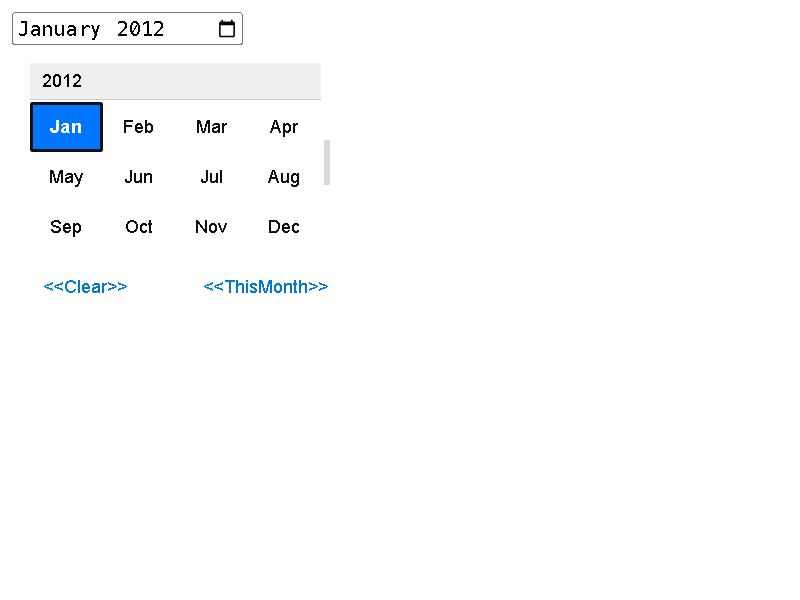 January 2012
2012
Jan Feb Mar Apr
May Jun Jul Aug
Sep Oct Nov Dec
<<Clear>> <<ThisMonth>>